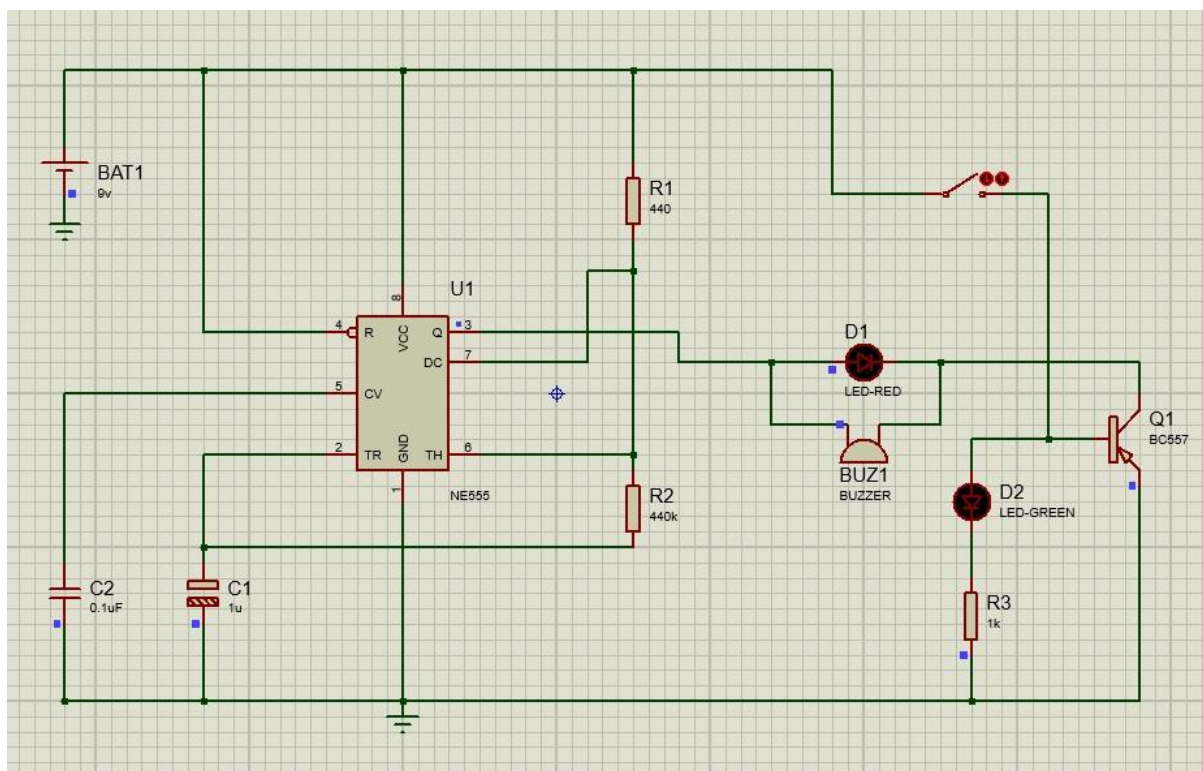 BAT1
9v
R1
440
U1
8
4
R
VCC
Q
3
DC
7
5
CV
2
TR
GND
TH
6
1
NE555
D1
LED-RED
BUZ1
BUZZER
Q1
BC557
D2
LED-GREEN
R2
440k
C2
0.1uF
C1
1u
R3
1k